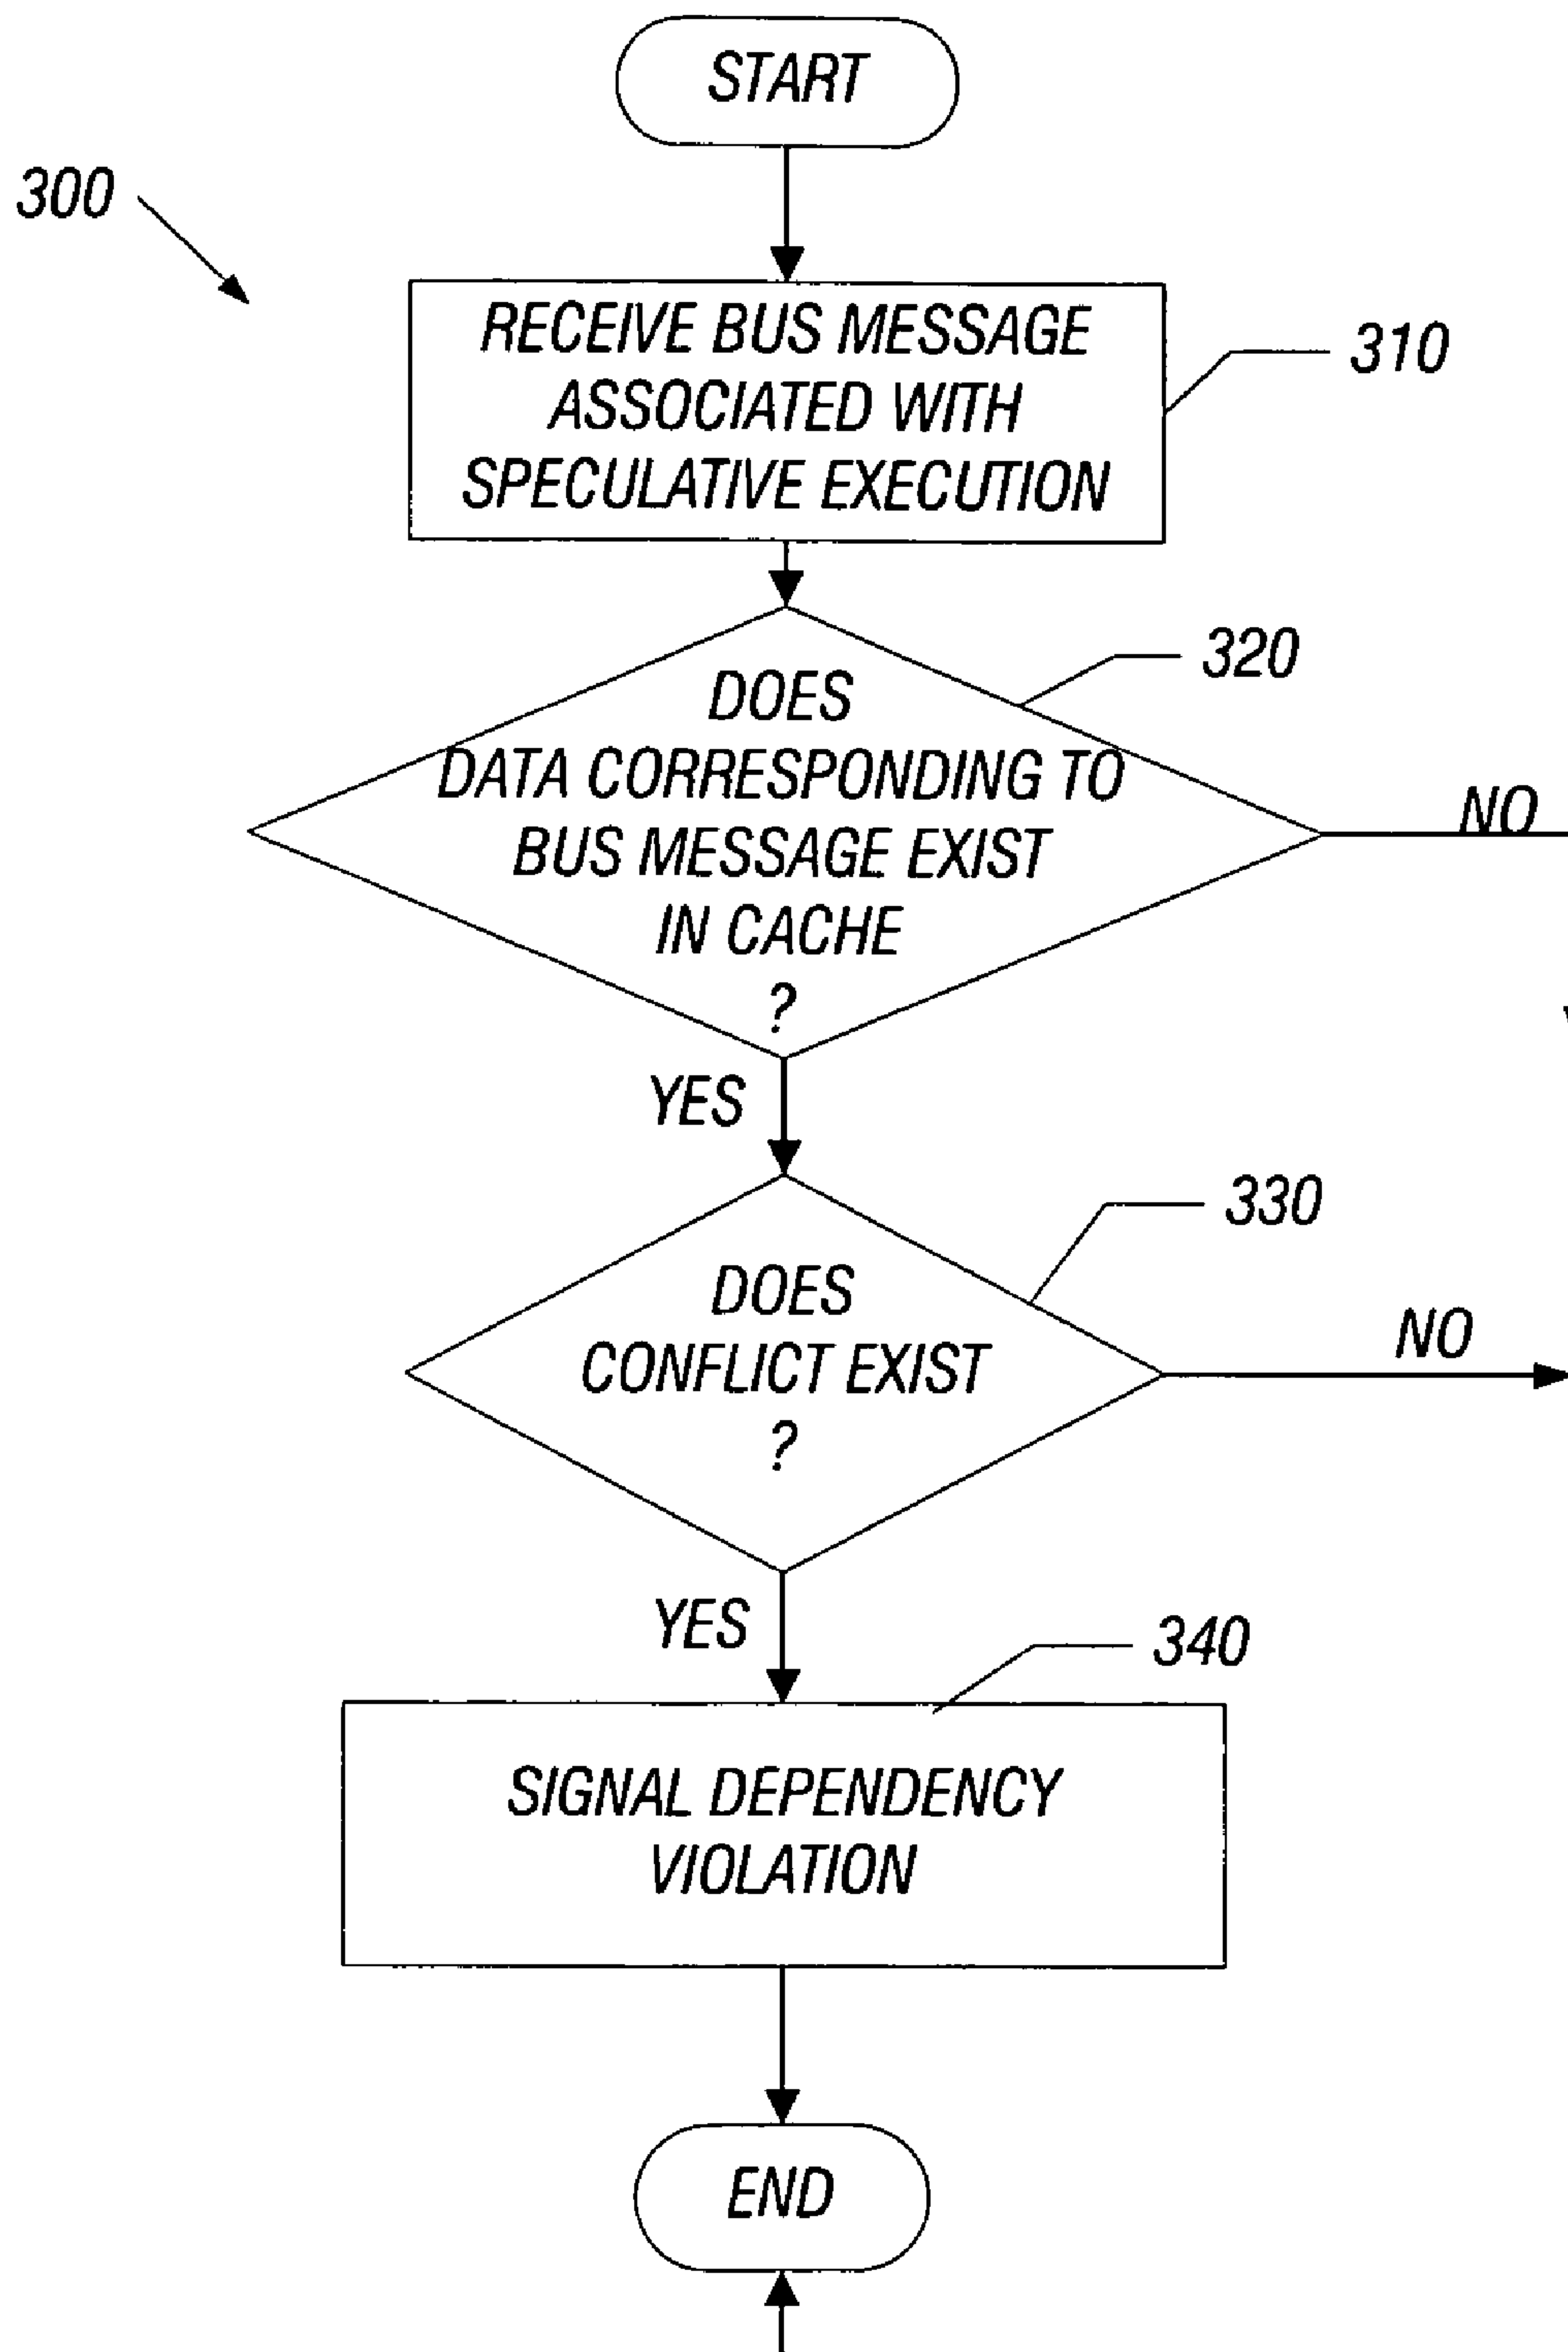 START
300
RECEIVE BUS MESSAGE
ASSOCIATED WITH
SPECULATIVE EXECUTION
310
320
DOES
DATA CORRESPONDING TO
BUS MESSAGE EXIST
IN CACHE
?
NO
YES
330
DOES
CONFLICT EXIST
?
NO
YES
340
SIGNAL DEPENDENCY
VIOLATION
END